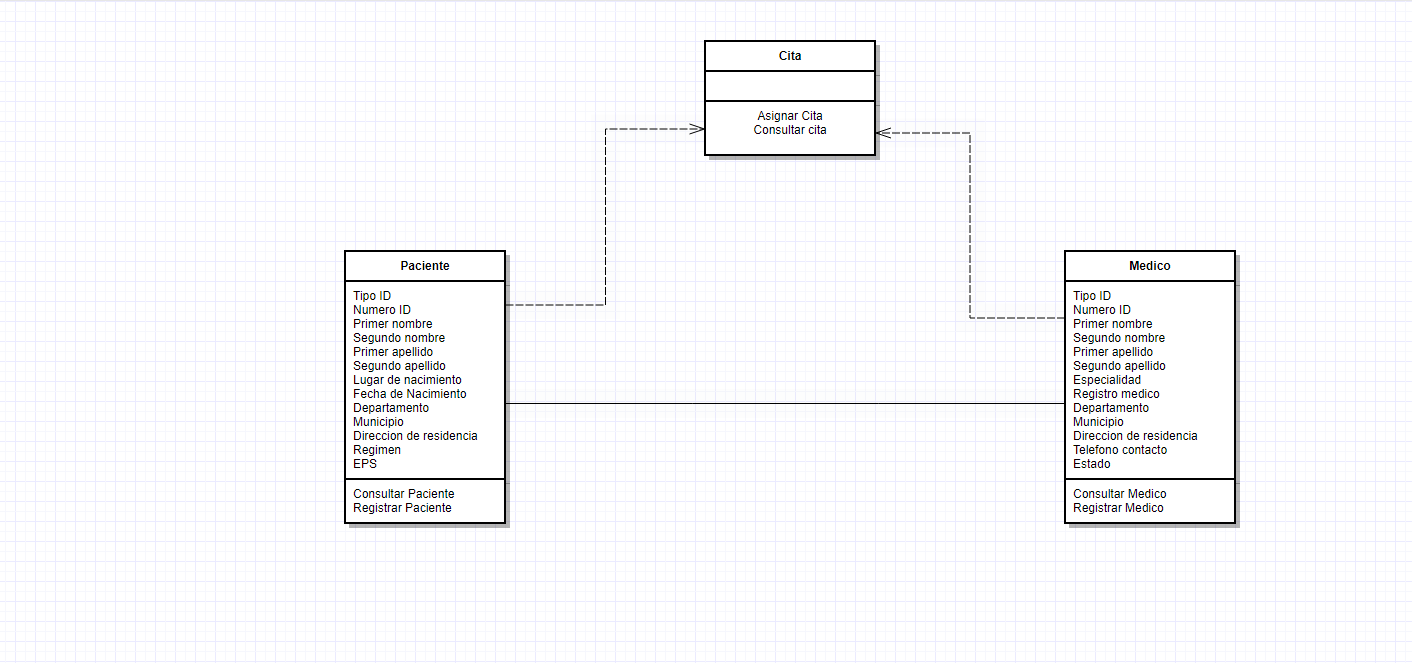 Cita
Asignar Cita
Consultar cita
Paciente
Tipo ID
Numero ID
Primer nombre
Segundo nombre
Primer apellido
Segundo apellido
Lugar de nacimiento
Fecha de Nacimiento
Departamento
Municipio
Direccion de residencia
Regimen
EPS
Consultar Paciente
Registrar Paciente
Medico
Tipo ID
Numero ID
Primer nombre
Segundo nombre
Primer apellido
Segundo apellido
Especialidad
Registro medico
Departamento
Municipio
Direccion de residencia
Telefono contacto
Estado
Consultar Medico
Registrar Medico